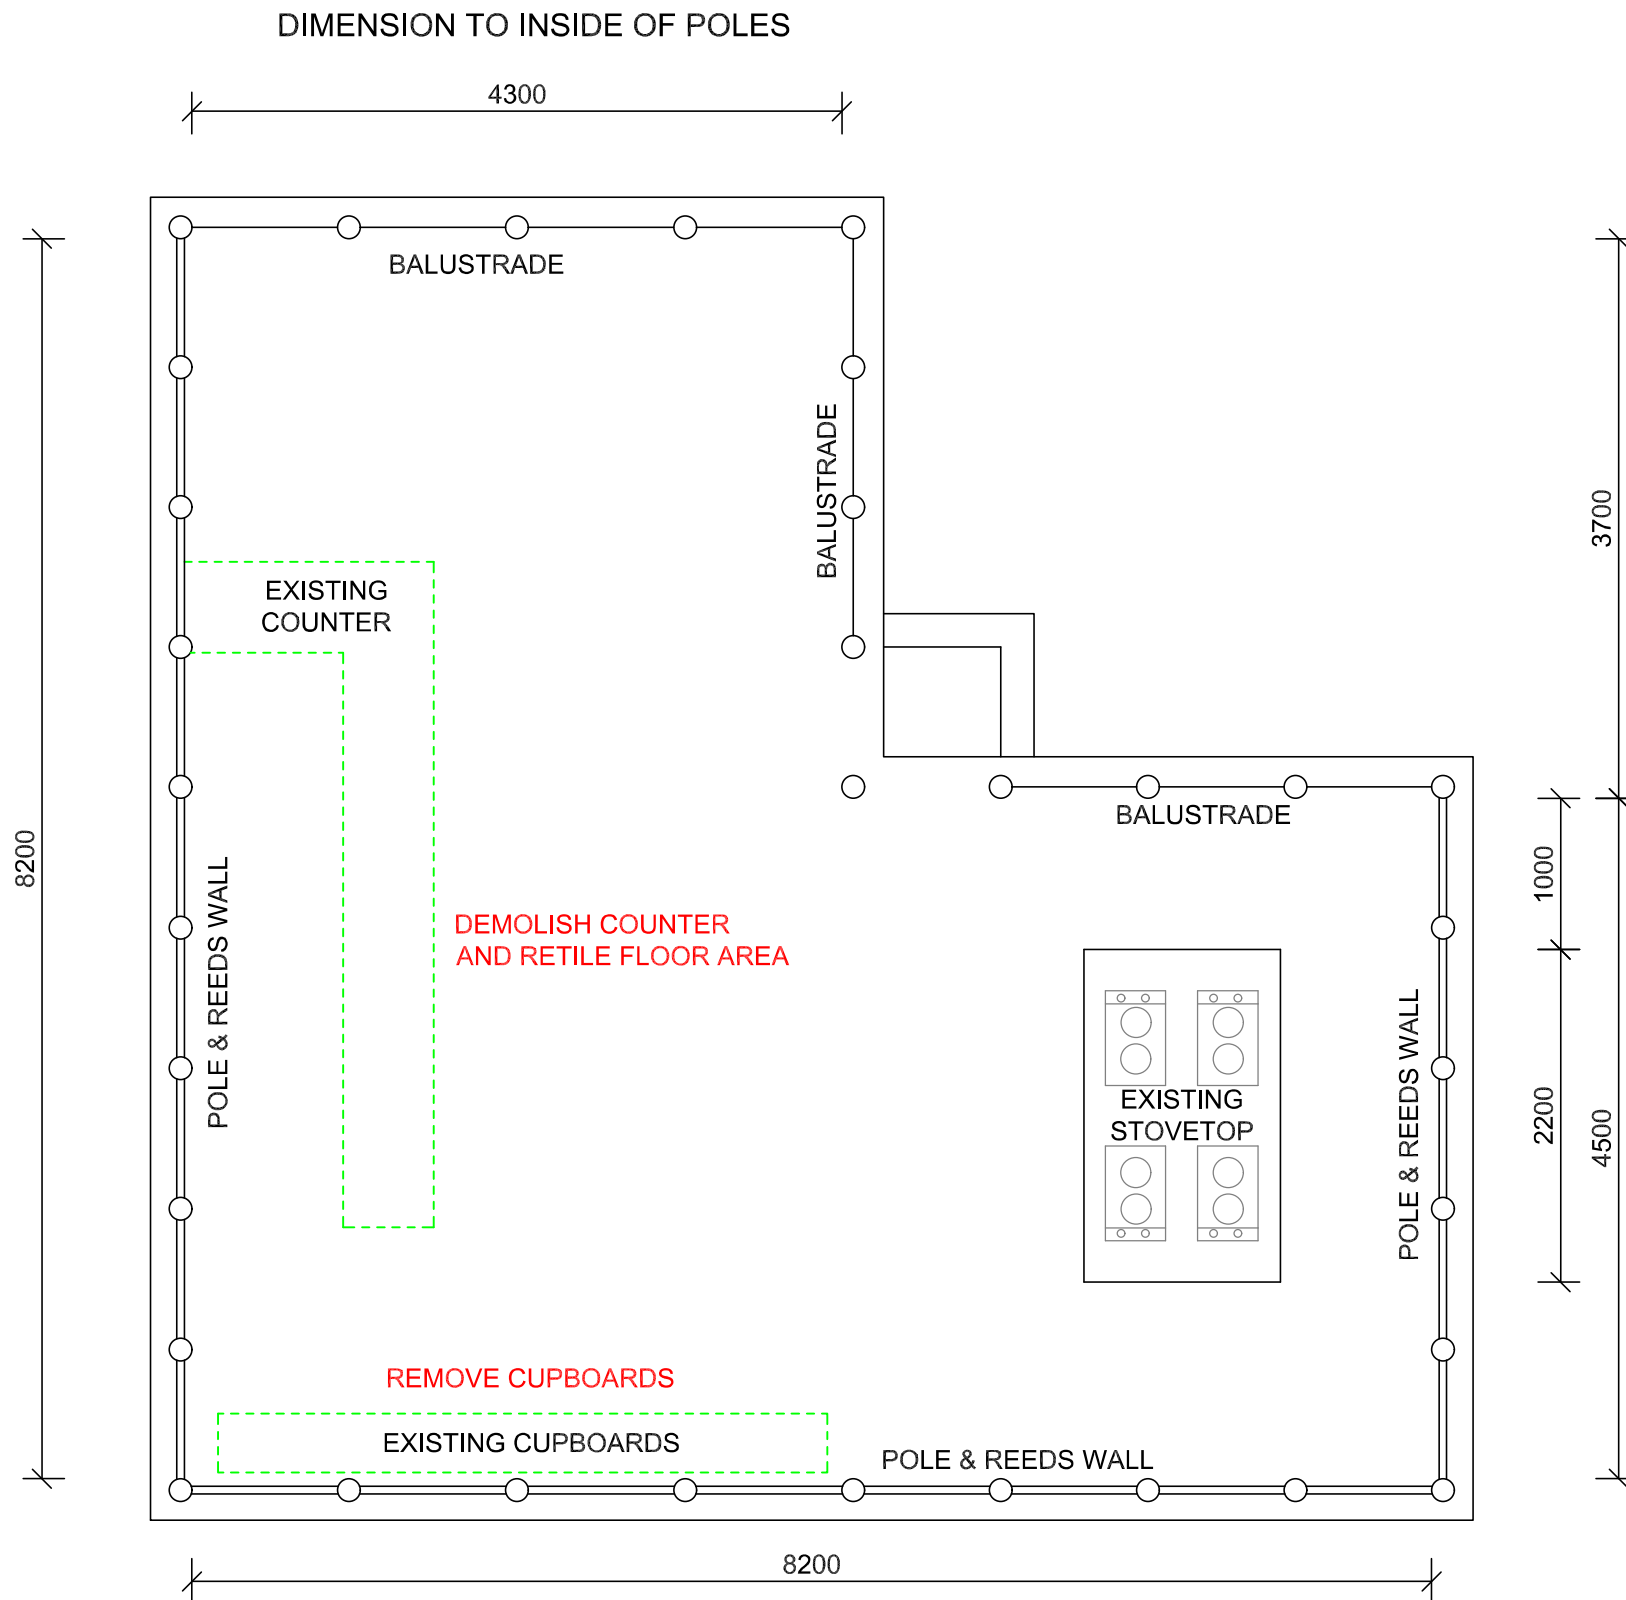 DIMENSION TO INSIDE OF POLES
4300
BALUSTRADE
BALUSTRADE
3700
EXISTING
COUNTER
8200
POLE & REEDS WALL
BALUSTRADE
1000
DEMOLISH COUNTER
AND RETILE FLOOR AREA
EXISTING
STOVETOP
POLE & REEDS WALL
2200
4500
REMOVE CUPBOARDS
EXISTING CUPBOARDS
POLE & REEDS WALL
8200